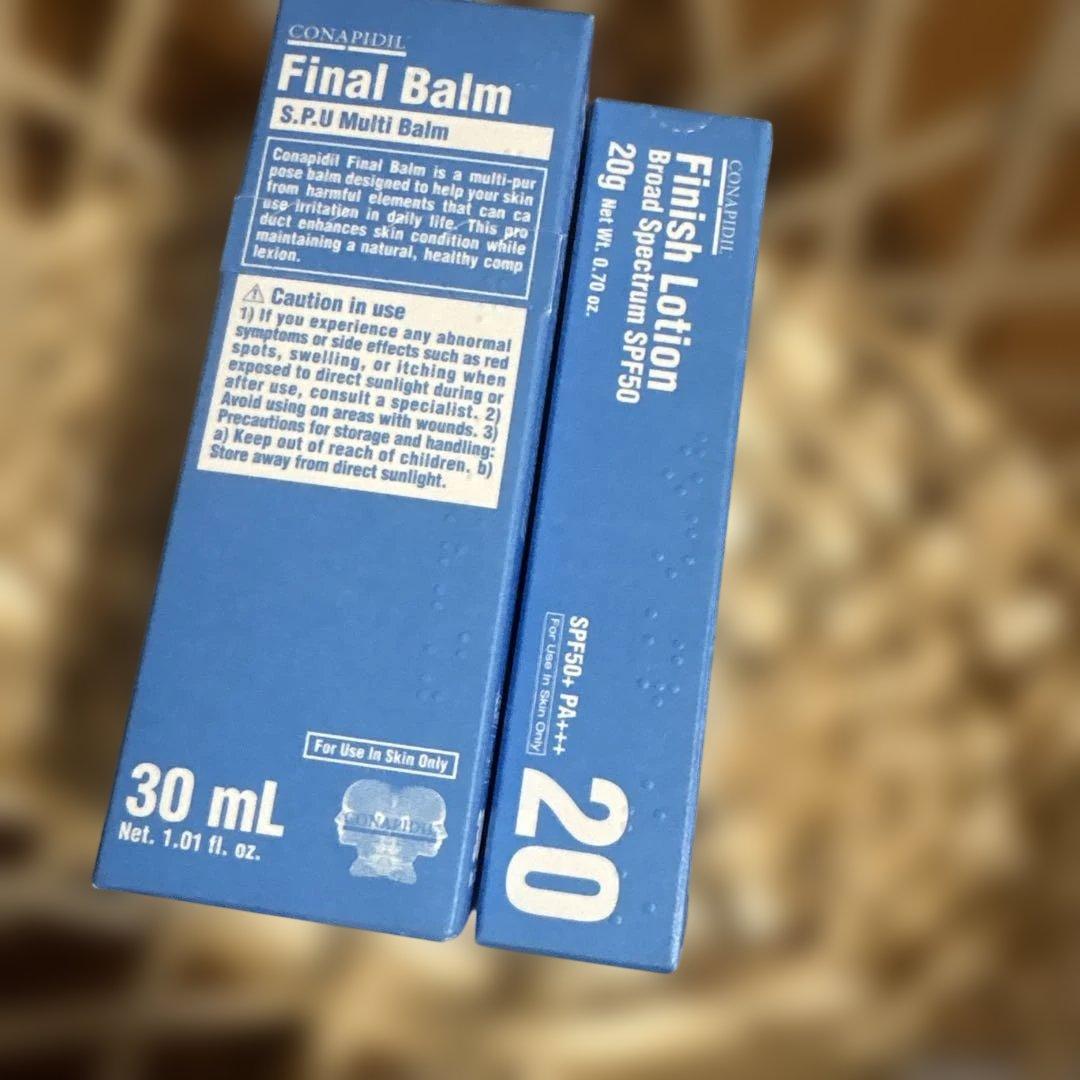 CONAPIDIL
Final Balm
S.P.U Multi Balm
Conapidil Final Balm is a multi-pur
pose balm designed to help your skin
from harmful elements that can ca
use irritatien in daily life. This pro
duct enhances skin condition while
maintaining a natural, healthy comp
lexion.
⚠ Caution in use
1) If you experience any abnormal
symptoms or side effects such as red
spots, swelling, or itching when
exposed to direct sunlight during or
after use, consult a specialist. 2)
Avoid using on areas with wounds. 3)
Precautions for storage and handling:
a) Keep out of reach of children. b)
Store away from direct sunlight.
For Use In Skin Only
30 mL
Net. 1.01 fl. oz.
CONAPIDIL
CONAPIDIL
Finish Lotion
Broad Spectrum SPF50
20g Net Wt. 0.70 oz.
SPF50+ PA+++
For Use In Skin Only
20